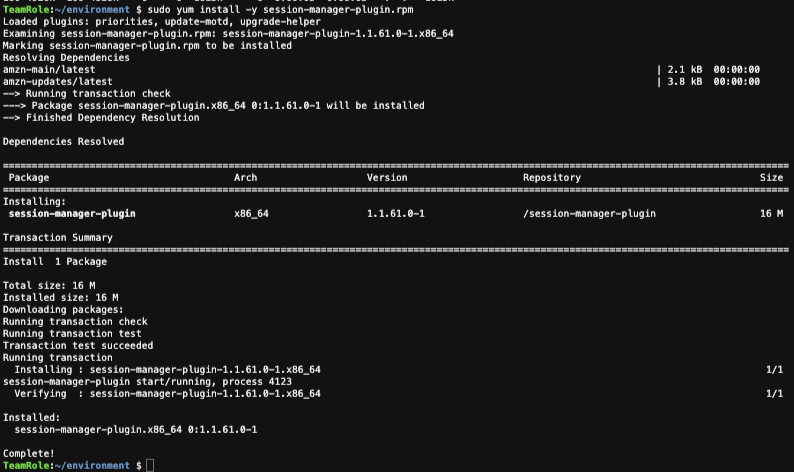 TeamRole:~/environment $ sudo yum install -y session-manager-plugin.rpm
Loaded plugins: priorities, update-motd, upgrade-helper
Examining session-manager-plugin.rpm: session-manager-plugin-1.1.61.0-1.x86_64
Marking session-manager-plugin.rpm to be installed
Resolving Dependencies
amzn-main/latest | 2.1 kB 00:00:00
amzn-updates/latest | 3.8 kB 00:00:00
--> Running transaction check
---> Package session-manager-plugin.x86_64 0:1.1.61.0-1 will be installed
--> Finished Dependency Resolution
Dependencies Resolved
Package Arch Version Repository Size
Installing:
session-manager-plugin x86_64 1.1.61.0-1 /session-manager-plugin 16 M
Transaction Summary
Install 1 Package
Total size: 16 M
Installed size: 16 M
Downloading packages:
Running transaction check
Running transaction test
Transaction test succeeded
Running transaction
Installing : session-manager-plugin-1.1.61.0-1.x86_64 1/1
session-manager-plugin start/running, process 4123
Verifying : session-manager-plugin-1.1.61.0-1.x86_64 1/1
Installed:
session-manager-plugin.x86_64 0:1.1.61.0-1
Complete!
TeamRole:~/environment $